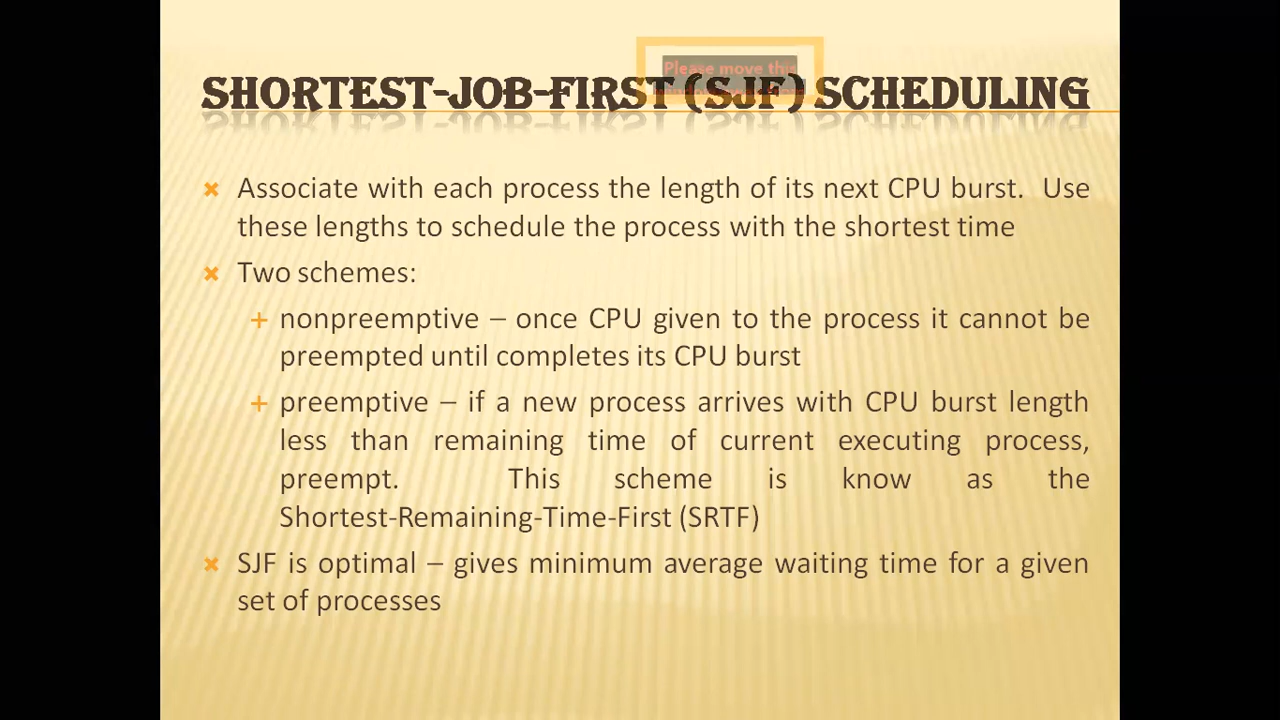 Please move this
SHORTEST-JOB-FIRST (SJF) SCHEDULING
Associate with each process the length of its next CPU burst. Use
these lengths to schedule the process with the shortest time
Two schemes:
nonpreemptive – once CPU given to the process it cannot be
preempted until completes its CPU burst
preemptive – if a new process arrives with CPU burst length
less than remaining time of current executing process,
preempt. This scheme is know as the
Shortest-Remaining-Time-First (SRTF)
SJF is optimal – gives minimum average waiting time for a given
set of processes